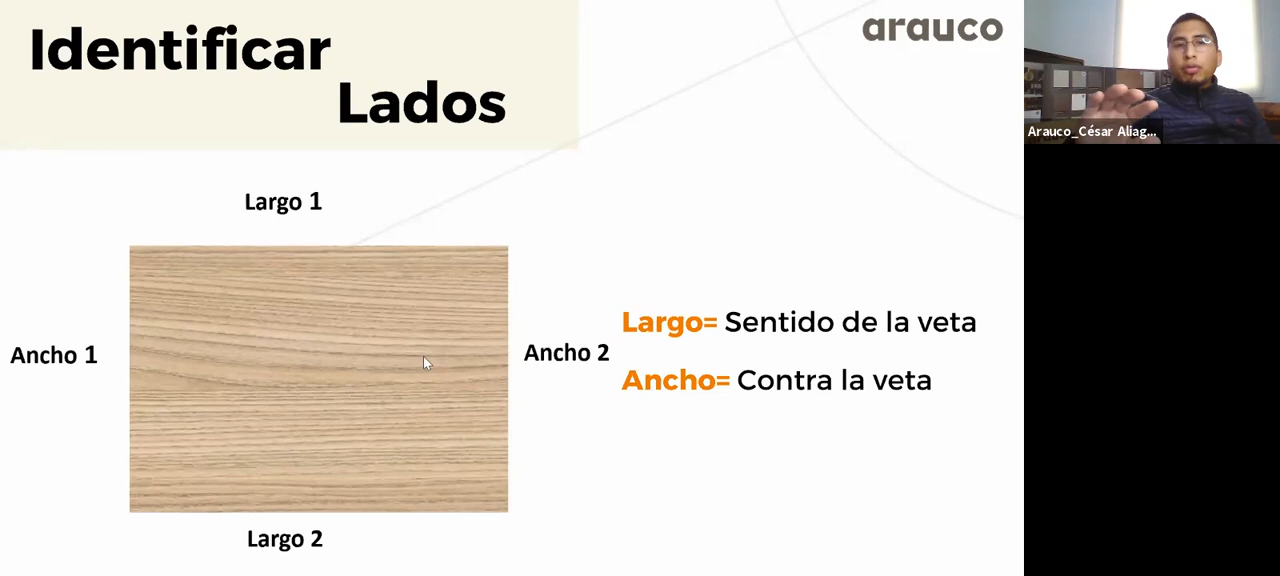 Identificar
Lados
arauco
Arauco_César Aliag...
Largo 1
Ancho 1
Ancho 2
Largo= Sentido de la veta
Ancho= Contra la veta
Largo 2